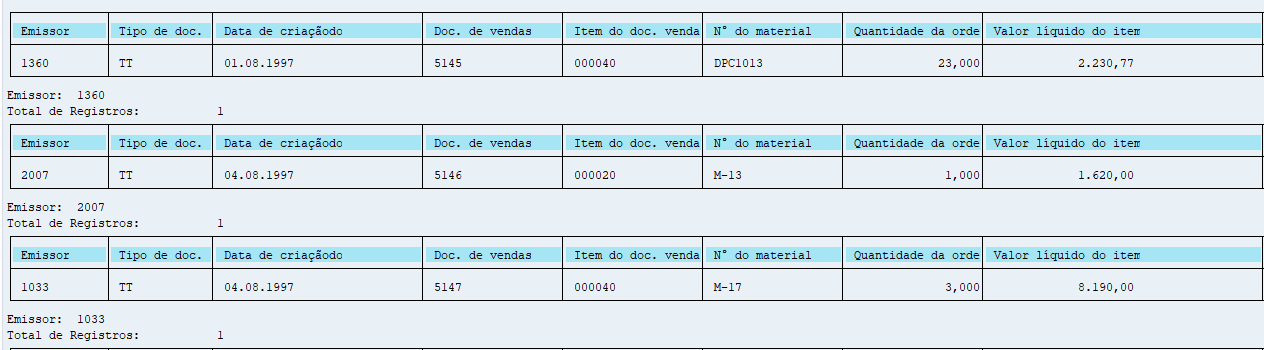 Emissor Tipo de doc. Data de criaçãodo Doc. de vendas Item do doc. venda N° do material Quantidade da orde Valor líquido do item
1360 TT 01.08.1997 5145 000040 DPC1013 23,000 2.230,77
Emissor: 1360
Total de Registros: 1
Emissor Tipo de doc. Data de criaçãodo Doc. de vendas Item do doc. venda N° do material Quantidade da orde Valor líquido do item
2007 TT 04.08.1997 5146 000020 M-13 1,000 1.620,00
Emissor: 2007
Total de Registros: 1
Emissor Tipo de doc. Data de criaçãodo Doc. de vendas Item do doc. venda N° do material Quantidade da orde Valor líquido do item
1033 TT 04.08.1997 5147 000040 M-17 3,000 8.190,00
Emissor: 1033
Total de Registros: 1